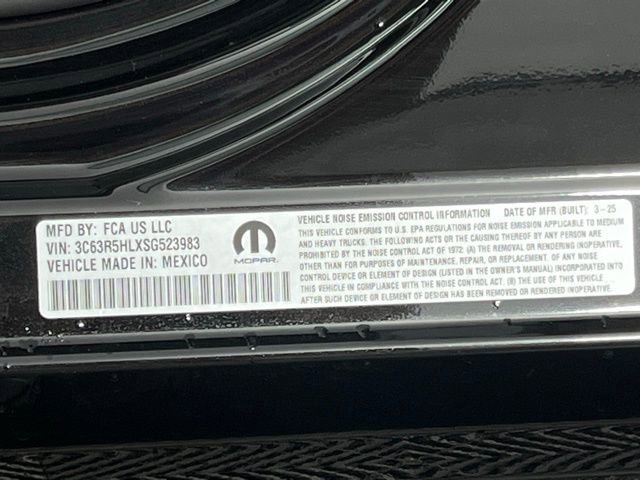 MFD BY: FCA US LLC
VIN: 3C63R5HLXSG523983
VEHICLE MADE IN: MEXICO
MOPAR.
VEHICLE NOISE EMISSION CONTROL INFORMATION DATE OF MFR (BUILT): 3-25
THIS VEHICLE CONFORMS TO U.S. EPA REGULATIONS FOR NOISE EMISSION APPLICABLE TO MEDIUM
AND HEAVY TRUCKS. THE FOLLOWING ACTS OR THE CAUSING THEREOF BY ANY PERSON ARE
PROHIBITED BY THE NOISE CONTROL ACT OF 1972: (A) THE REMOVAL OR RENDERING INOPERATIVE,
OTHER THAN FOR PURPOSES OF MAINTENANCE, REPAIR, OR REPLACEMENT, OF ANY NOISE
CONTROL DEVICE OR ELEMENT OF DESIGN (LISTED IN THE OWNER'S MANUAL) INCORPORATED INTO
THIS VEHICLE IN COMPLIANCE WITH THE NOISE CONTROL ACT; (B) THE USE OF THIS VEHICLE
AFTER SUCH DEVICE OR ELEMENT OF DESIGN HAS BEEN REMOVED OR RENDERED INOPERATIVE.